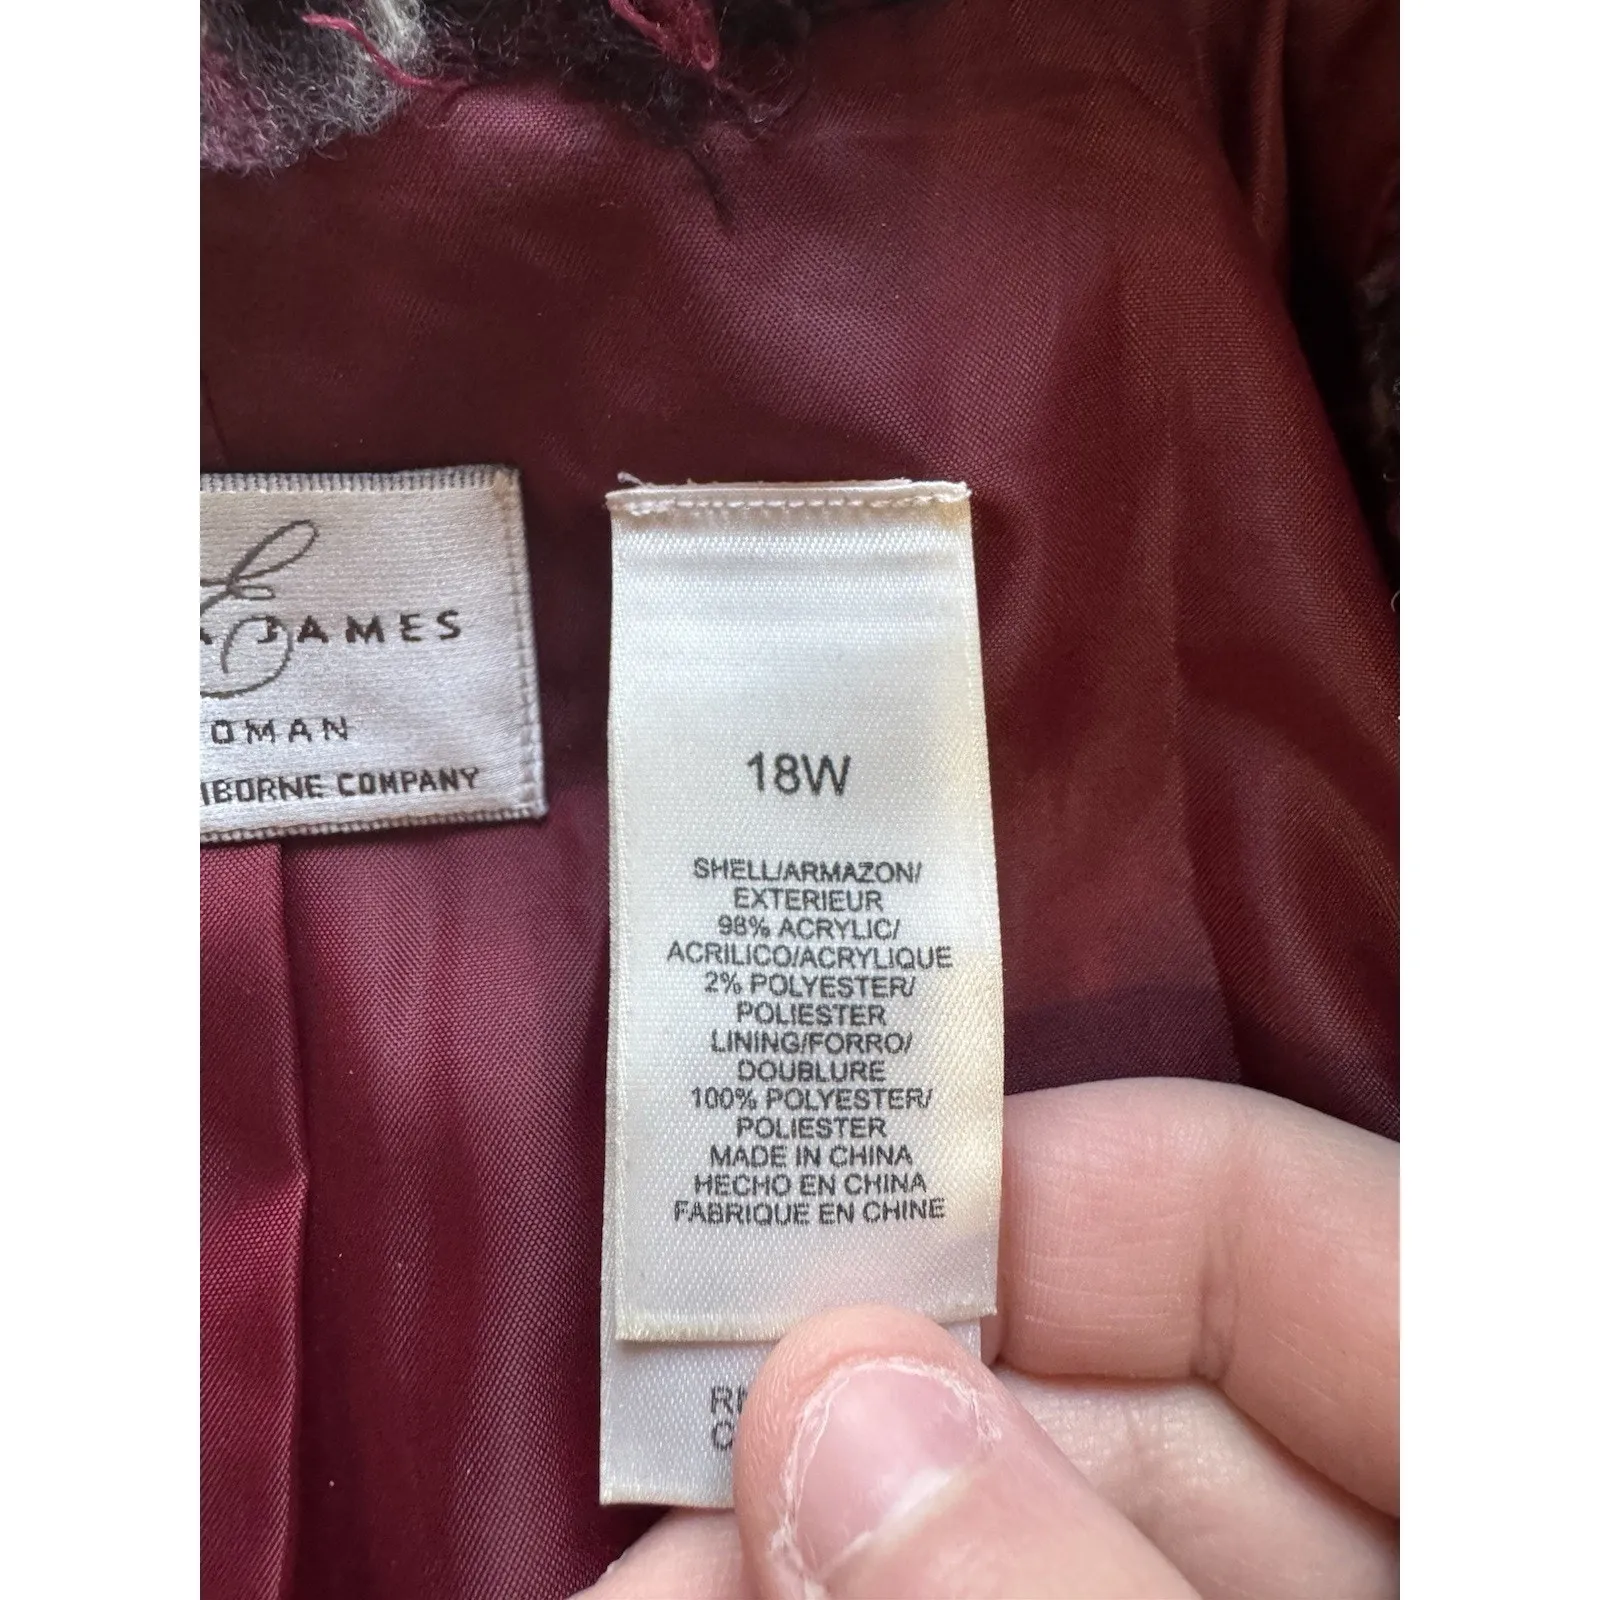 JAMES
OMAN
IBORNE COMPANY
18W
SHELL/ARMAZON/
EXTERIEUR
98% ACRYLIC/
ACRILICO/ACRYLIQUE
2% POLYESTER/
POLIESTER
LINING/FORRO/
DOUBLURE
100% POLYESTER/
POLIESTER
MADE IN CHINA
HECHO EN CHINA
FABRIQUE EN CHINE